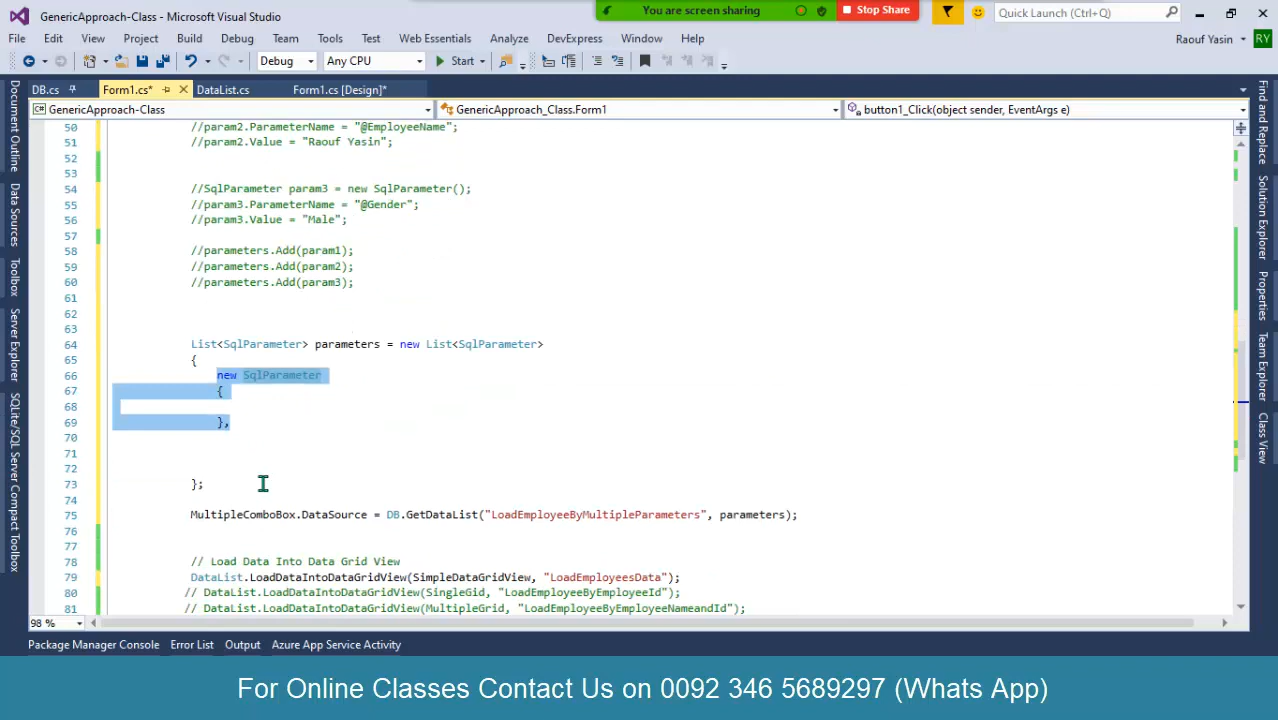 GenericApproach-Class - Microsoft Visual Studio
You are screen sharing
Stop Share
Quick Launch (Ctrl+Q)
File Edit View Project Build Debug Team Tools Test Web Essentials Analyze DevExpress Window Help
Raouf Yasin RY
Debug Any CPU Start
DB.cs Form1.cs* DataList.cs Form1.cs [Design]*
GenericApproach-Class GenericApproach_Class.Form1 button1_Click(object sender, EventArgs e)
Document Outline
Data Sources
Toolbox
Server Explorer
SQLite/SQL Server Compact Toolbox
50 //param2.ParameterName = "@EmployeeName";
51 //param2.Value = "Raouf Yasin";
52
53
54 //SqlParameter param3 = new SqlParameter();
55 //param3.ParameterName = "@Gender";
56 //param3.Value = "Male";
57
58 //parameters.Add(param1);
59 //parameters.Add(param2);
60 //parameters.Add(param3);
61
62
63
64 List<SqlParameter> parameters = new List<SqlParameter>
65 {
66 new SqlParameter
67 {
68
69 },
70
71
72
73 };
74
75 MultipleComboBox.DataSource = DB.GetDataList("LoadEmployeeByMultipleParameters", parameters);
76
77
78 // Load Data Into Data Grid View
79 DataList.LoadDataIntoDataGridView(SimpleDataGridView, "LoadEmployeesData");
80 // DataList.LoadDataIntoDataGridView(SingleGid, "LoadEmployeeByEmployeeId");
81 // DataList.LoadDataIntoDataGridView(MultipleGrid, "LoadEmployeeByEmployeeNameandId");
Find and Replace
Solution Explorer
Properties
Team Explorer
Class View
98 %
Package Manager Console Error List Output Azure App Service Activity
For Online Classes Contact Us on 0092 346 5689297 (Whats App)